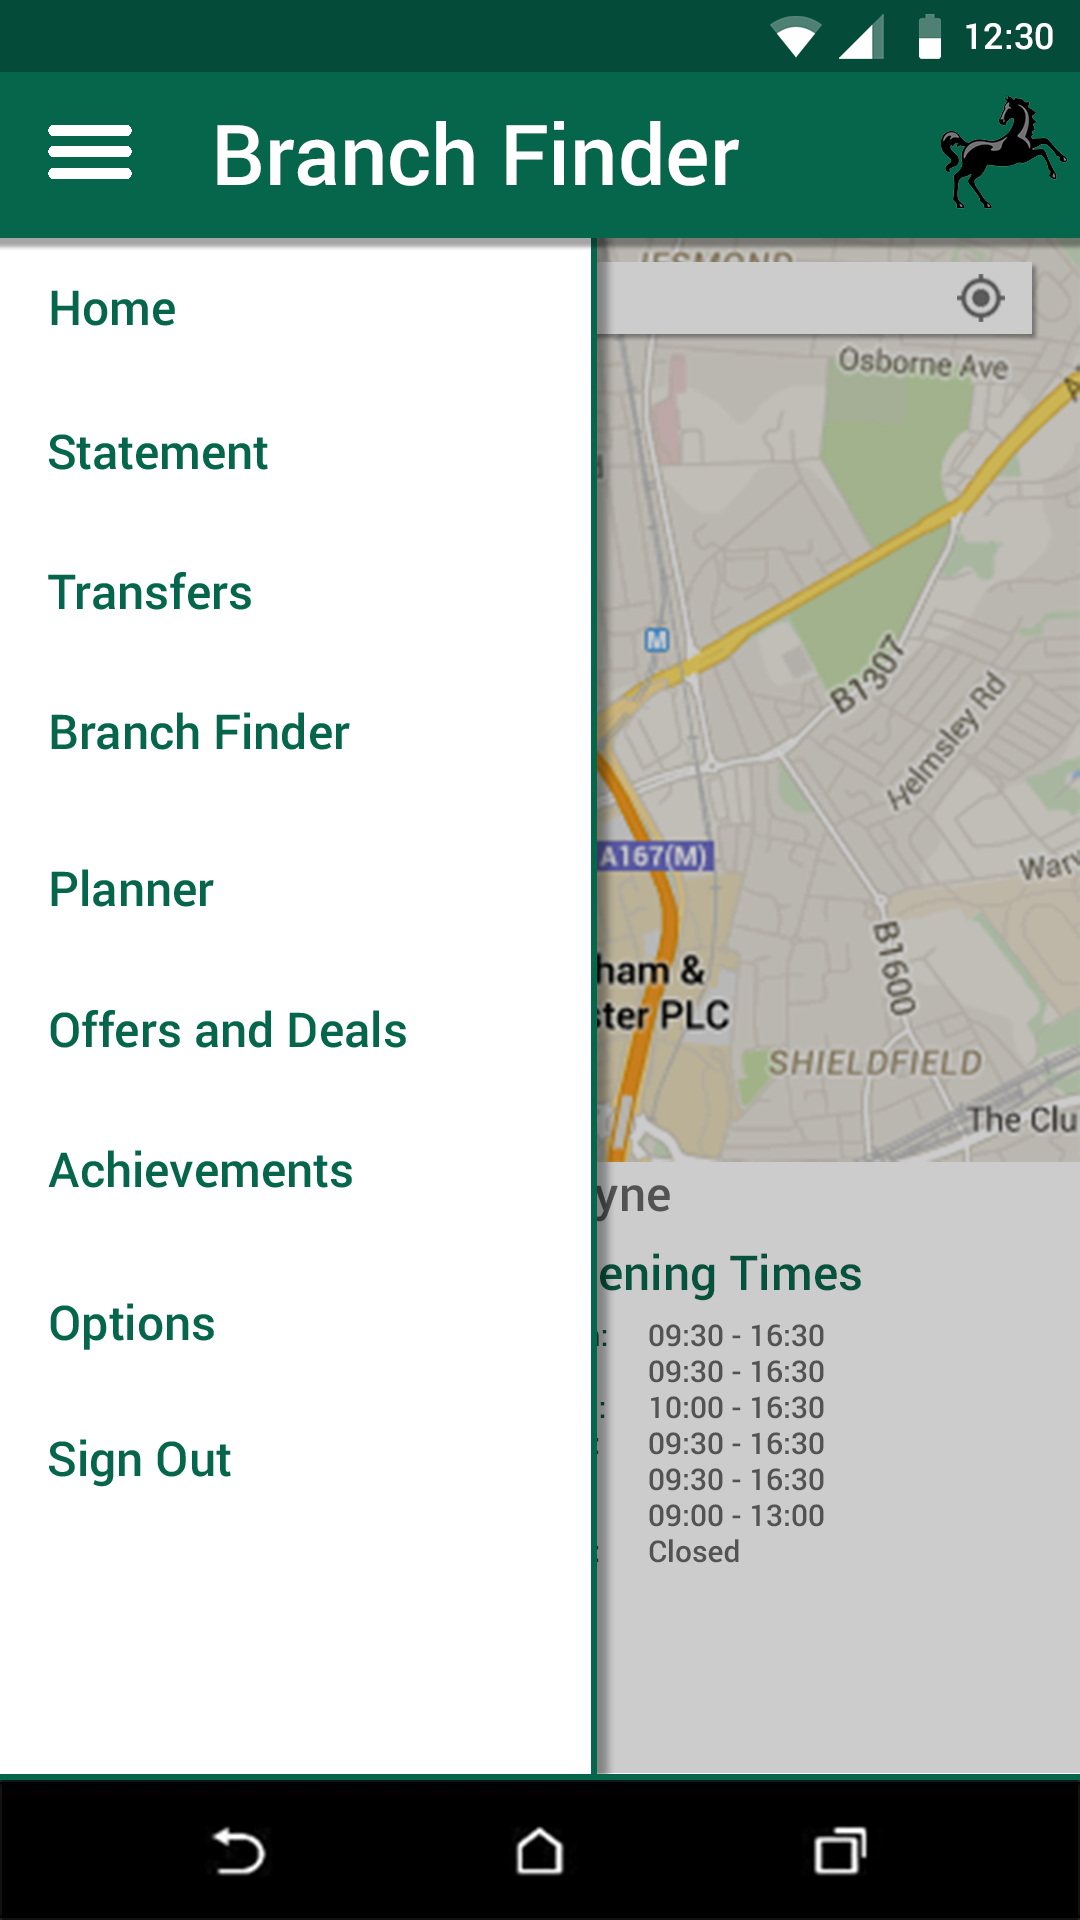 12:30
Branch Finder
Home
Statement
Transfers
Branch Finder
Planner
Offers and Deals
Achievements
Options
Sign Out
JESMOND
Osborne Ave
M
B1307
Helmsley Rd
A167(M)
B1600
ham &
ster PLC
SHIELDFIELD
The Clu
yne
ening Times
09:30 - 16:30
09:30 - 16:30
10:00 - 16:30
09:30 - 16:30
09:30 - 16:30
09:00 - 13:00
Closed